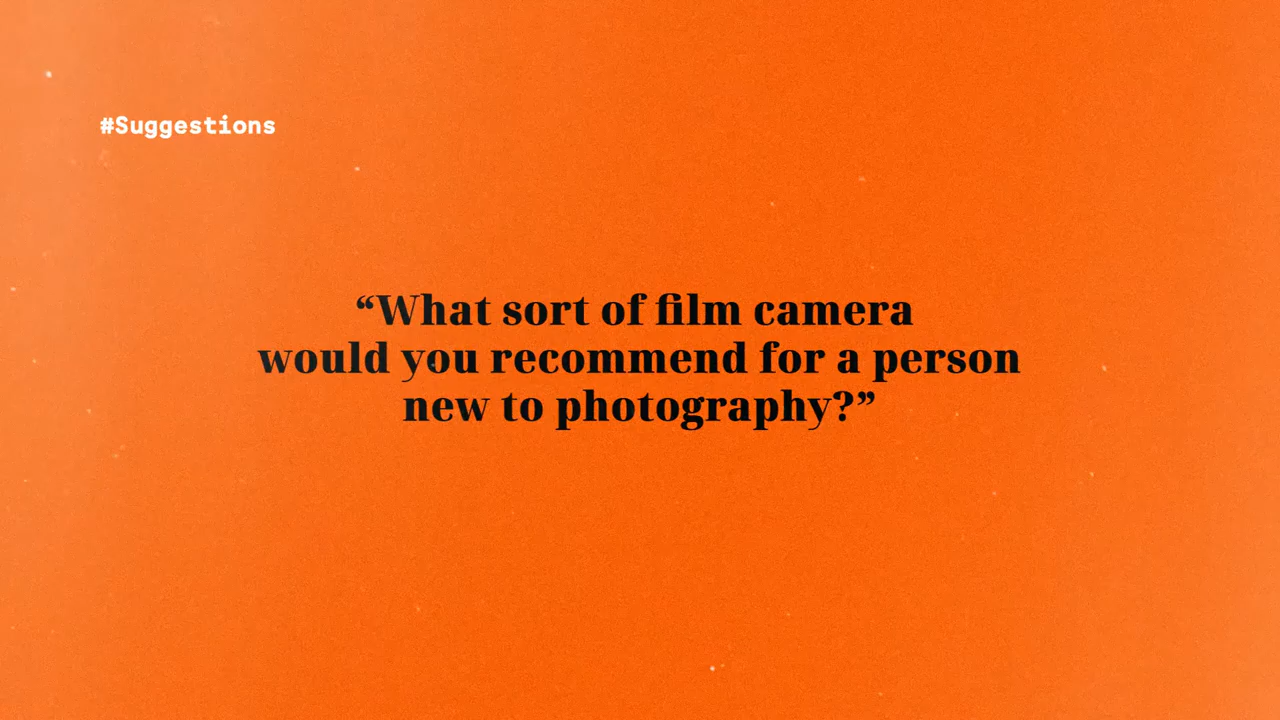 #Suggestions
“What sort of film camera
would you recommend for a person
new to photography?”